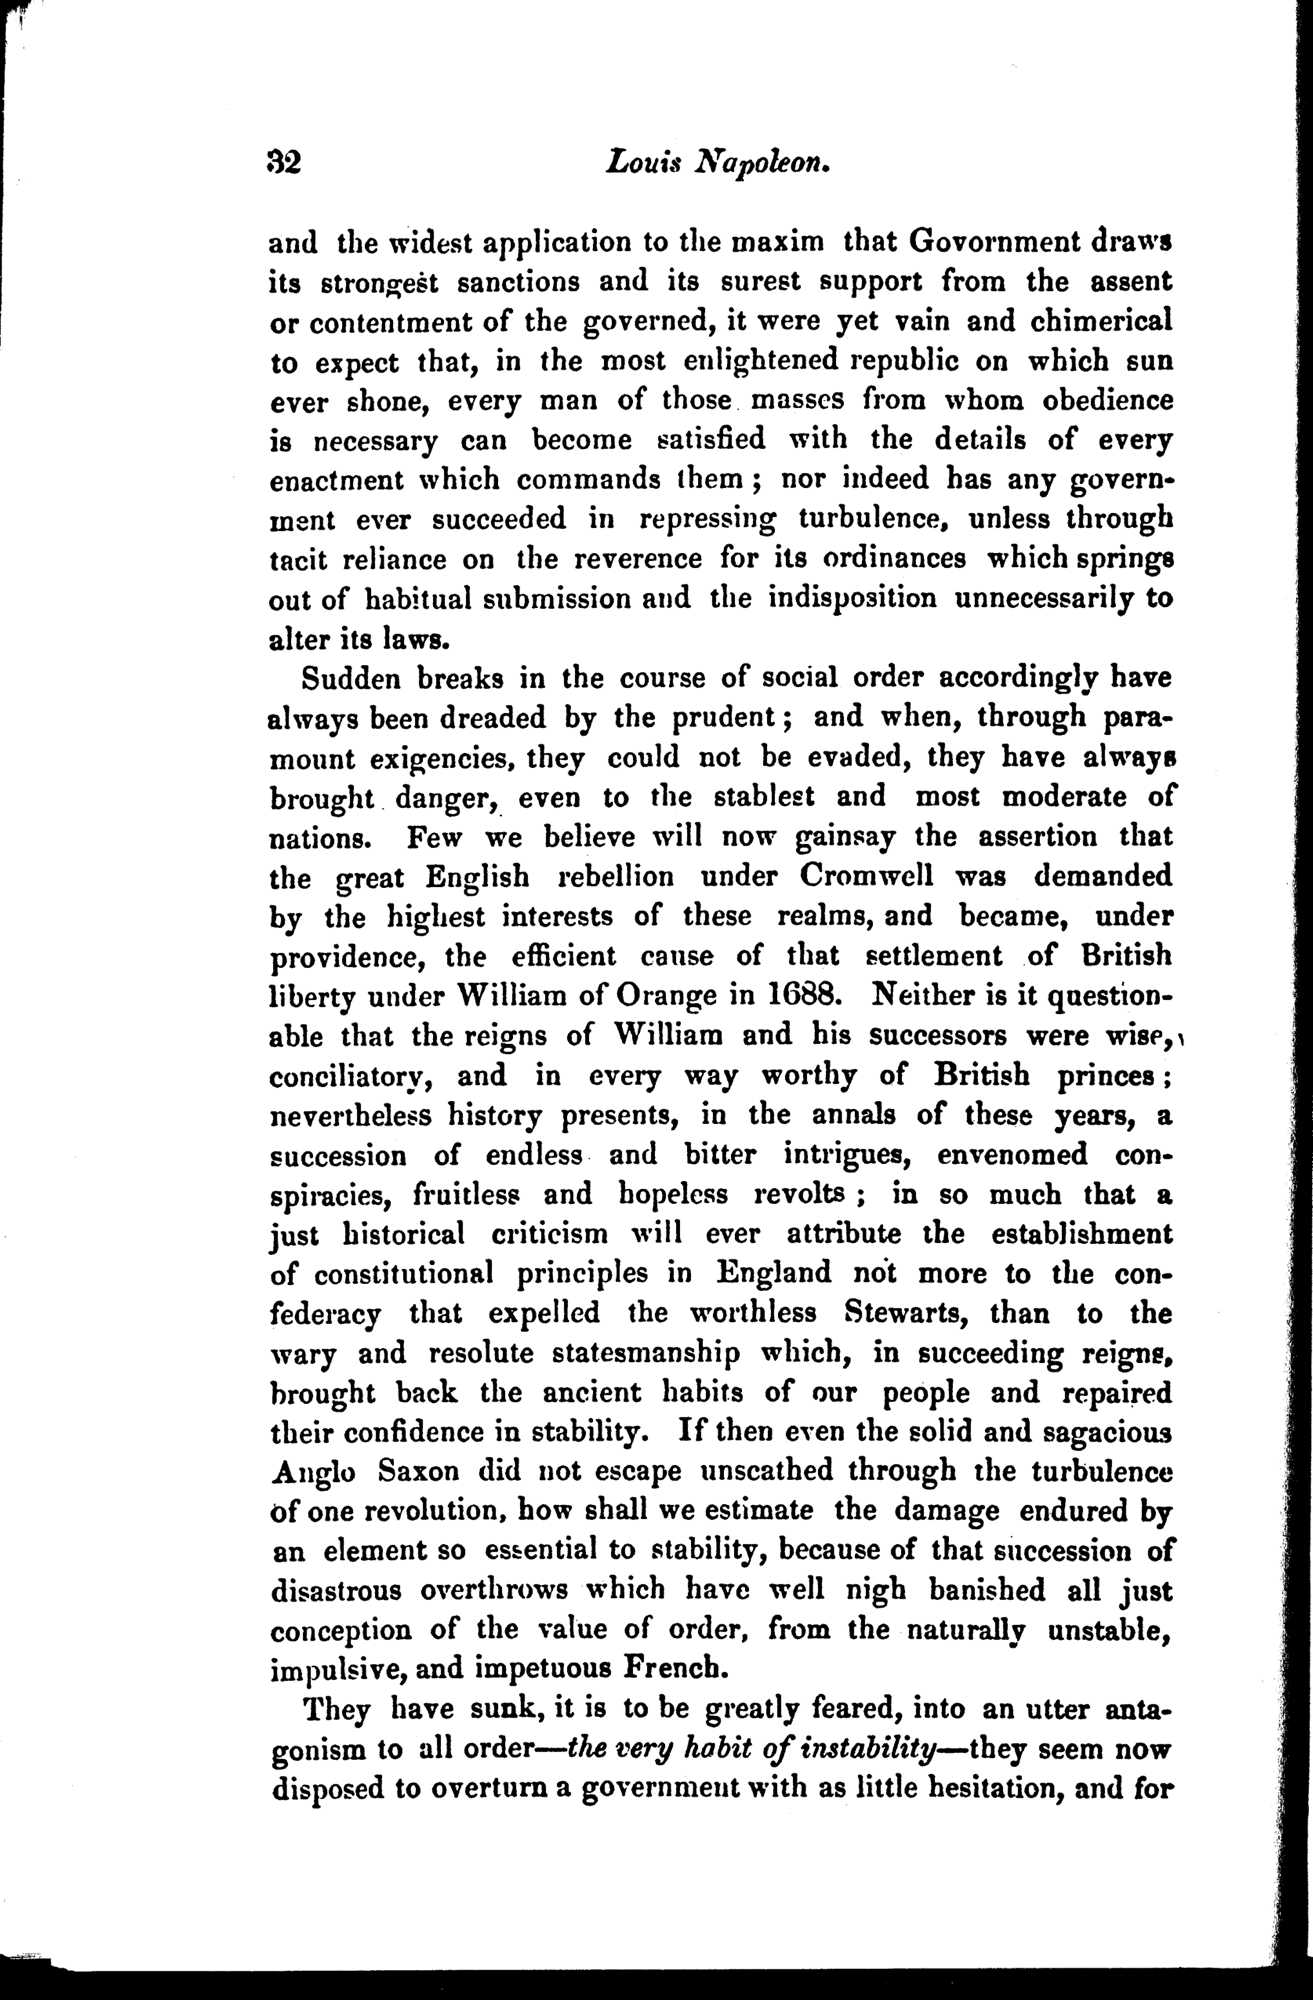 32 Louis Napoleon.
and the widest application to the maxim that Govornment draws
its strongest sanctions and its surest support from the assent
or contentment of the governed, it were yet vain and chimerical
to expect that, in the most enlightened republic on which sun
ever shone, every man of those masses from whom obedience
is necessary can become satisfied with the details of every
enactment which commands them ; nor indeed has any govern-
ment ever succeeded in repressing turbulence, unless through
tacit reliance on the reverence for its ordinances which springs
out of habitual submission and the indisposition unnecessarily to
alter its laws.
Sudden breaks in the course of social order accordingly have
always been dreaded by the prudent ; and when, through para-
mount exigencies, they could not be evaded, they have always
brought danger, even to the stablest and most moderate of
nations. Few we believe will now gainsay the assertion that
the great English rebellion under Cromwell was demanded
by the highest interests of these realms, and became, under
providence, the efficient cause of that settlement of British
liberty under William of Orange in 1688. Neither is it question-
able that the reigns of William and his successors were wise,
conciliatory, and in every way worthy of British princes ;
nevertheless history presents, in the annals of these years, a
succession of endless and bitter intrigues, envenomed con-
spiracies, fruitless and hopeless revolts ; in so much that a
just historical criticism will ever attribute the establishment
of constitutional principles in England not more to the con-
federacy that expelled the worthless Stewarts, than to the
wary and resolute statesmanship which, in succeeding reigns,
brought back the ancient habits of our people and repaired
their confidence in stability. If then even the solid and sagacious
Anglo Saxon did not escape unscathed through the turbulence
of one revolution, how shall we estimate the damage endured by
an element so essential to stability, because of that succession of
disastrous overthrows which have well nigh banished all just
conception of the value of order, from the naturally unstable,
impulsive, and impetuous French.
They have sunk, it is to be greatly feared, into an utter anta-
gonism to all order—the very habit of instability—they seem now
disposed to overturn a government with as little hesitation, and for